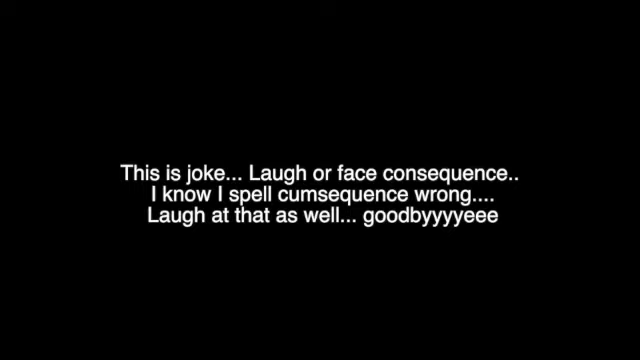 This is joke... Laugh or face consequence..
I know I spell cumsequence wrong....
Laugh at that as well... goodbyyyyeee